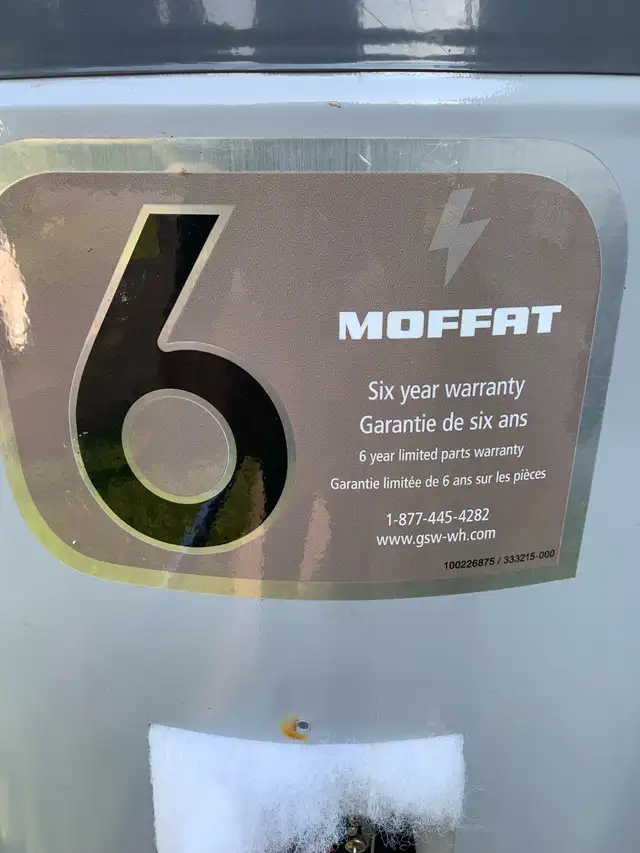 6
MOFFAT
Six year warranty
Garantie de six ans
6 year limited parts warranty
Garantie limitée de 6 ans sur les pièces
1-877-445-4282
www.gsw-wh.com
100226875 / 333215-000